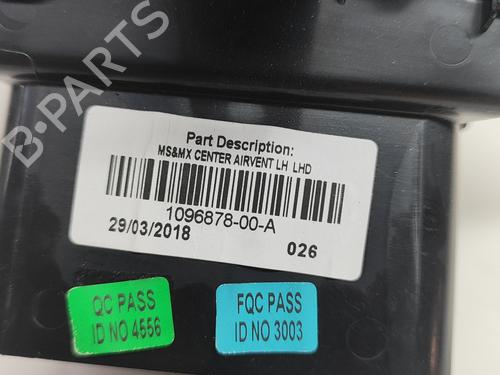 Part Description:
MS&MX CENTER AIRVENT LH LHD
1096878-00-A
29/03/2018
026
QC PASS
ID NO 4556
FQC PASS
ID NO 3003
B-PARTS